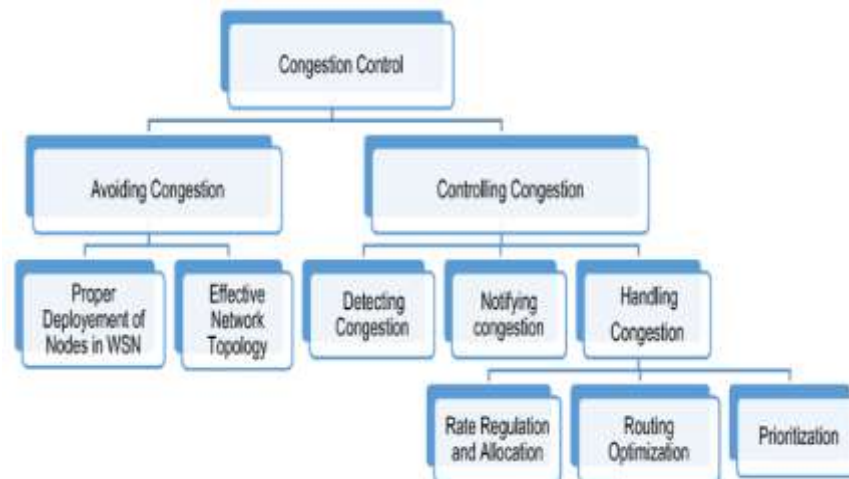 Congestion Control
Avoiding Congestion
Controlling Congestion
Proper
Deployement of
Nodes in WSN
Effective
Network
Topology
Detecting
Congestion
Notifying
congestion
Handling
Congestion
Rate Regulation
and Allocation
Routing
Optimization
Prioritization